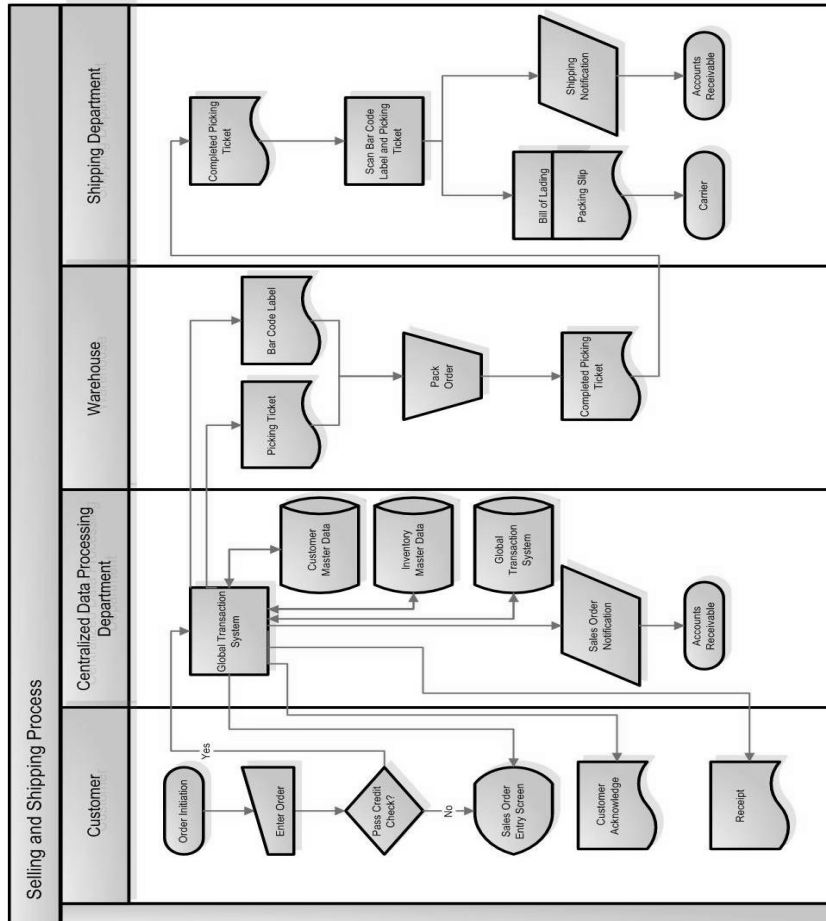 Selling and Shipping Process
Customer
Centralized Data Processing
Department
Warehouse
Shipping Department
Order Initiation
Enter Order
Pass Credit
Check?
Yes
No
Sales Order
Entry Screen
Customer
Acknowledge
Receipt
Global Transaction
System
Customer
Master Data
Inventory
Master Data
Global
Transaction
System
Sales Order
Notification
Accounts
Receivable
Picking Ticket
Bar Code Label
Pack
Order
Completed Picking
Ticket
Completed Picking
Ticket
Scan Bar Code
Label and Picking
Ticket
Bill of Lading
Packing Slip
Carrier
Shipping
Notification
Accounts
Receivable